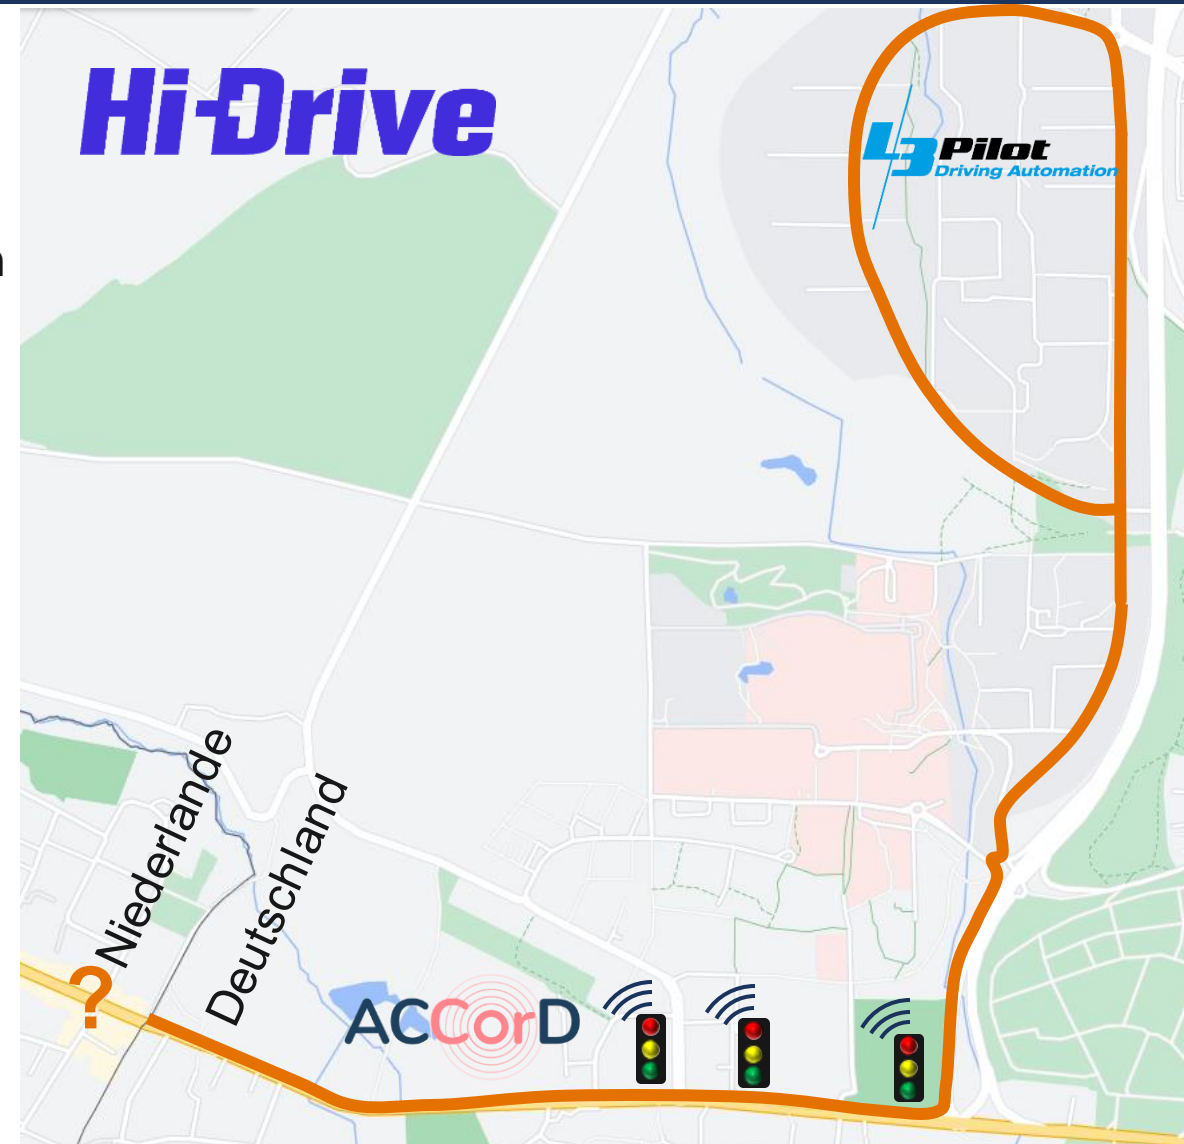 Hi-Drive
L3Pilot
Driving Automation
n
Niederlande
Deutschland
?
ACCorD